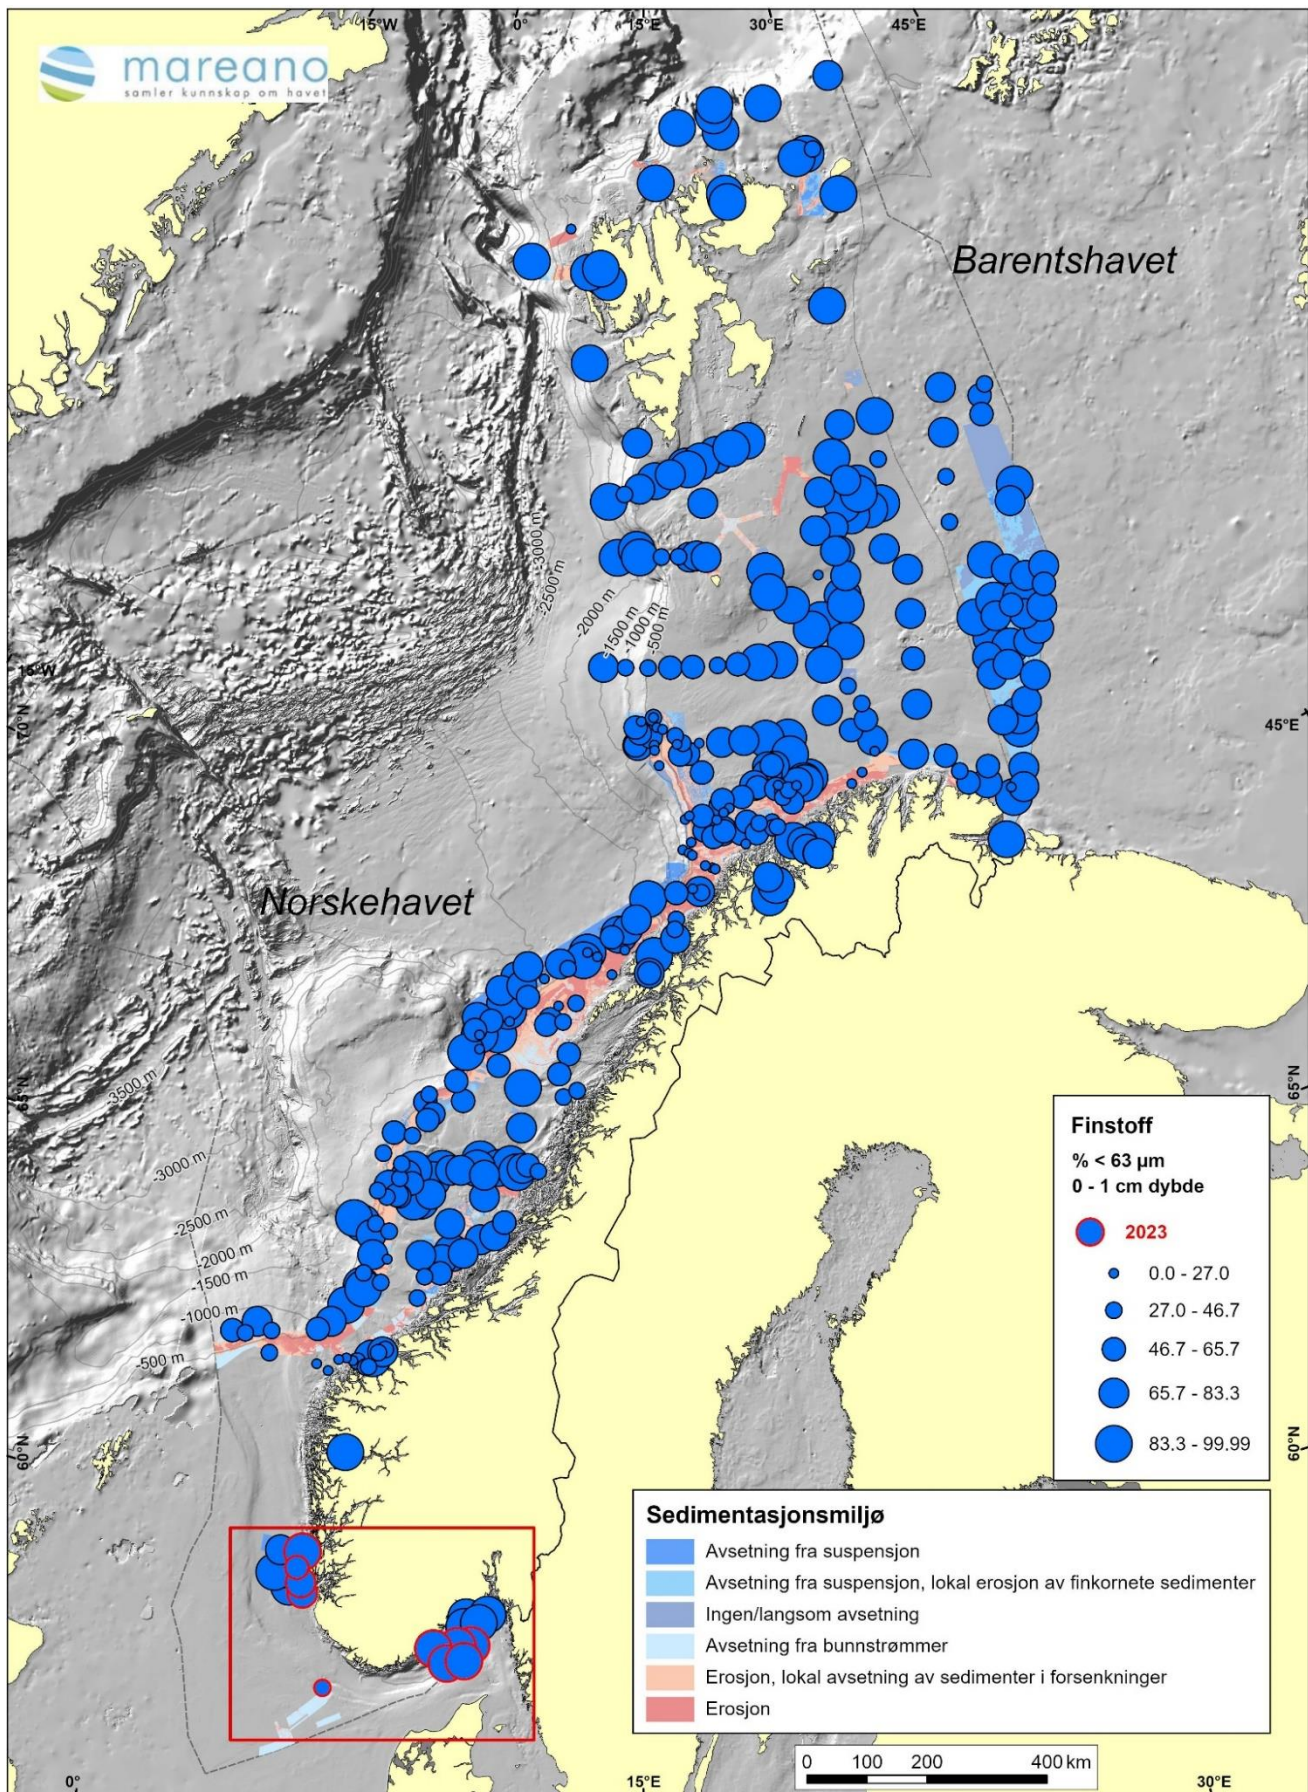 15°W
0°
15°E
30°E
45°E
mareano
samler kunnskap om havet
Barentshavet
-3000 m
-2500 m
-2000 m
-1500 m
-1000 m
-500 m
15°W
70°N
45°E
Norskehavet
65°N
-3500 m
65°N
-3000 m
-2500 m
-2000 m
-1500 m
-1000 m
-500 m
Finstoff
% < 63 µm
0 - 1 cm dybde
2023
0.0 - 27.0
27.0 - 46.7
46.7 - 65.7
65.7 - 83.3
83.3 - 99.99
60°N
60°N
Sedimentasjonsmiljø
Avsetning fra suspensjon
Avsetning fra suspensjon, lokal erosjon av finkornete sedimenter
Ingen/langsom avsetning
Avsetning fra bunnstrømmer
Erosjon, lokal avsetning av sedimenter i forsenkninger
Erosjon
0 100 200 400 km
0°
15°E
30°E